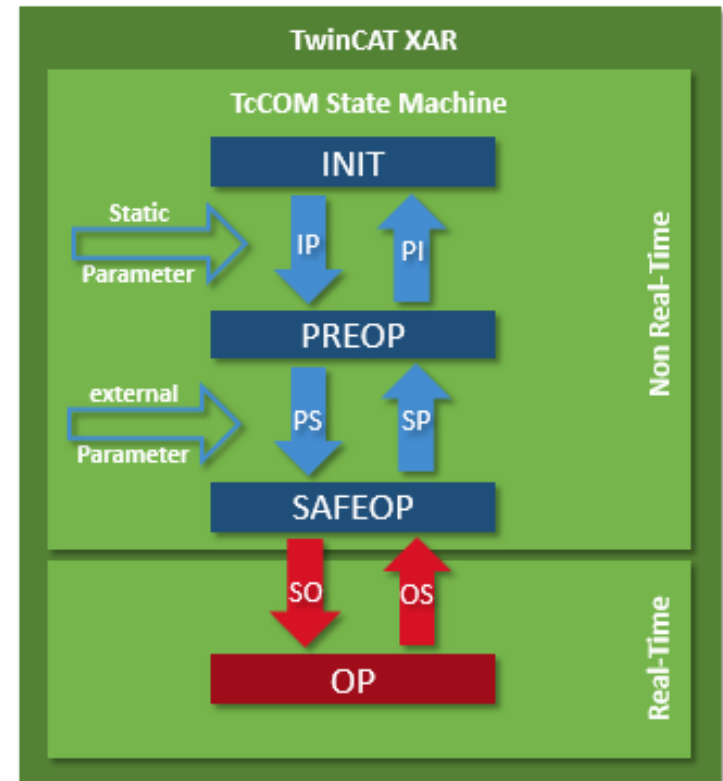 TwinCAT XAR
TcCOM State Machine
INIT
Static
Parameter
IP
PI
PREOP
external
Parameter
PS
SP
SAFEOP
Non Real-Time
SO
OS
OP
Real-Time